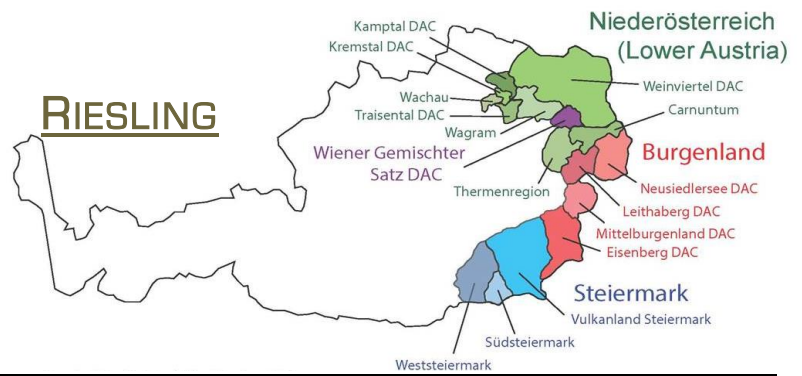 RIESLING
Niederösterreich
(Lower Austria)
Kamptal DAC
Kremstal DAC
Wachau
Traisental DAC
Wagram
Weinviertel DAC
Carnuntum
Wiener Gemischter
Satz DAC
Thermenregion
Burgenland
Neusiedlersee DAC
Leithaberg DAC
Mittelburgenland DAC
Eisenberg DAC
Steiermark
Vulkanland Steiermark
Südsteiermark
Weststeiermark